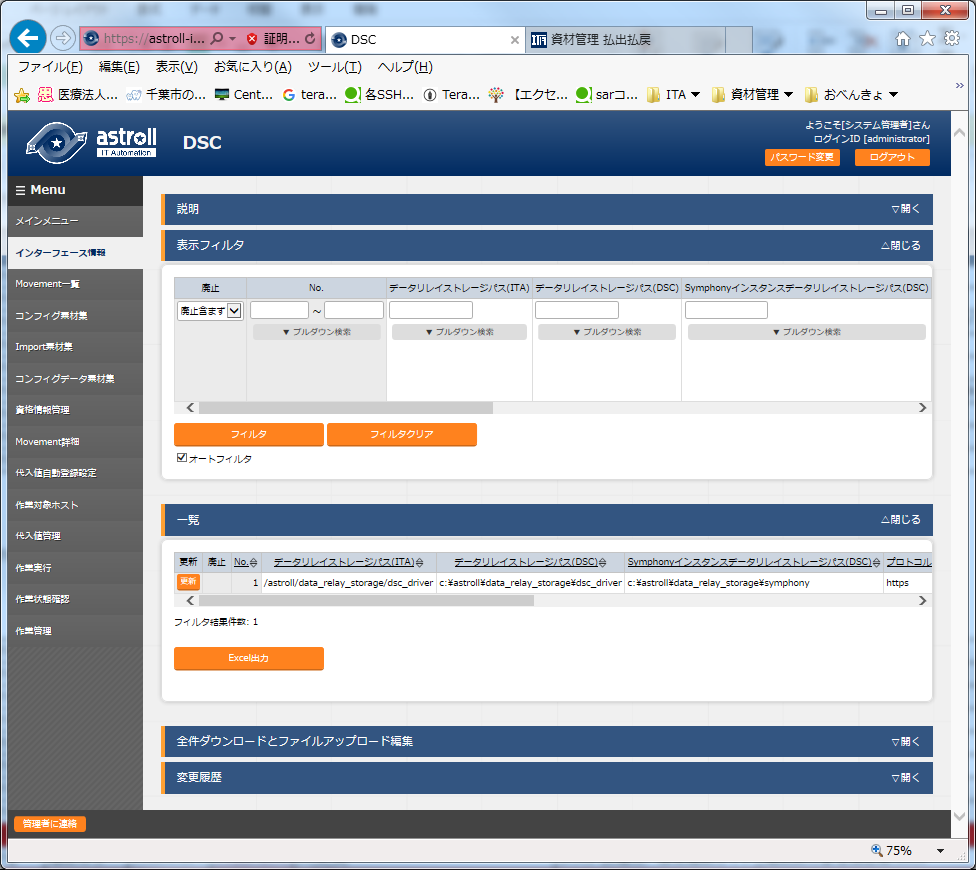 https://astroll-i... 証明... DSC 資材管理 払出払戻
ファイル(F) 編集(E) 表示(V) お気に入り(A) ツール(T) ヘルプ(H)
医療法人... 千葉市の... Cent... tera... 各SSH... Tera... 【エクセ... sarコ... ITA 資材管理 おべんきょ
astroll
IT Automation
DSC
ようこそ[システム管理者]さん
ログインID [administrator]
パスワード変更 ログアウト
Menu
メインメニュー
インターフェース情報
Movement一覧
コンフィグ素材集
Import素材集
コンフィグデータ素材集
資格情報管理
Movement詳細
代入値自動登録設定
作業対象ホスト
代入値管理
作業実行
作業状態確認
作業管理
説明 ▽開く
表示フィルタ △閉じる
廃止 No. データリレイストレージパス(ITA) データリレイストレージパス(DSC) Symphonyインスタンスデータリレイストレージパス(DSC)
廃止含まず ～
▼ プルダウン検索 ▼ プルダウン検索 ▼ プルダウン検索 ▼ プルダウン検索
フィルタ フィルタクリア
オートフィルタ
一覧 △閉じる
更新 廃止 No. データリレイストレージパス(ITA) データリレイストレージパス(DSC) Symphonyインスタンスデータリレイストレージパス(DSC) プロトコル
更新 1 /astroll/data_relay_storage/dsc_driver c:¥astroll¥data_relay_storage¥dsc_driver c:¥astroll¥data_relay_storage¥symphony https
フィルタ結果件数: 1
Excel出力
全件ダウンロードとファイルアップロード編集 ▽開く
変更履歴 ▽開く
管理者に連絡
75%